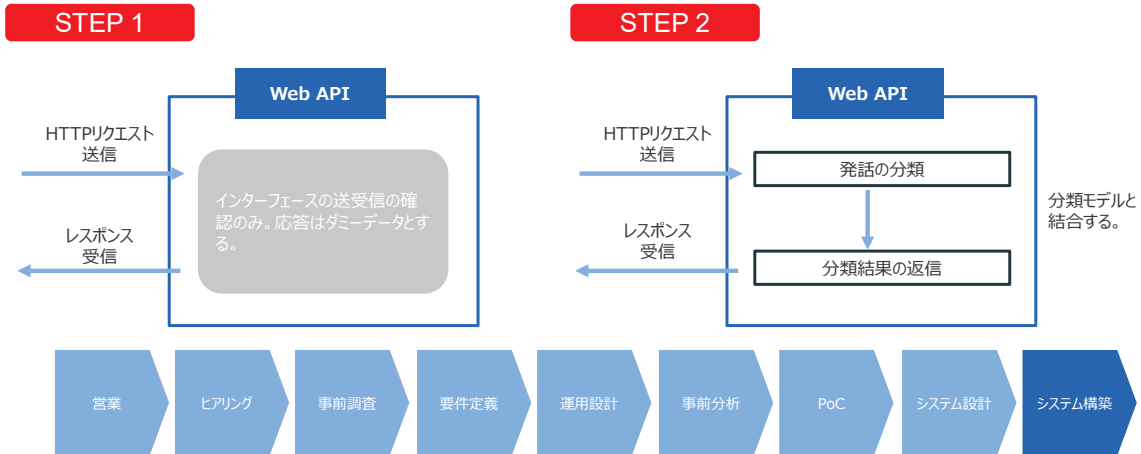 STEP 1
Web API
HTTPリクエスト
送信
インターフェースの送受信の確
認のみ。応答はダミーデータとす
る。
レスポンス
受信
STEP 2
Web API
HTTPリクエスト
送信
発話の分類
レスポンス
受信
分類結果の返信
分類モデルと
結合する。
営業
ヒアリング
事前調査
要件定義
運用設計
事前分析
PoC
システム設計
システム構築